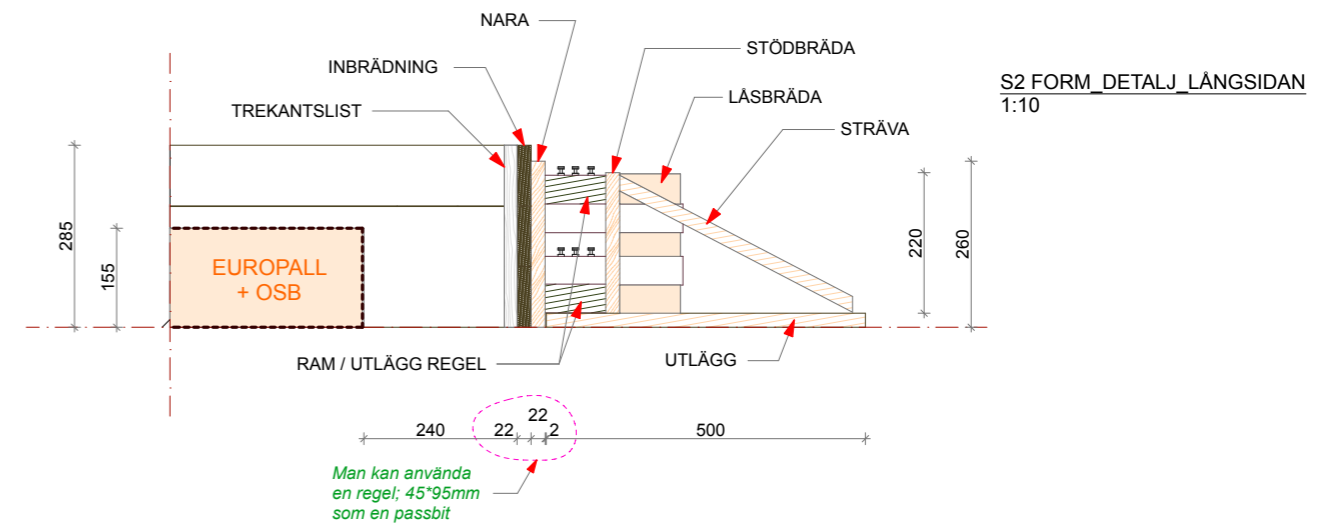 NARA
STÖDBRÄDA
INBRÄDNING
S2 FORM_DETALJ_LÅNGSIDAN
1:10
LÅSBRÄDA
TREKANTSLIST
STRÄVA
285
155
EUROPALL
+ OSB
220
260
RAM / UTLÄGG REGEL
UTLÄGG
22
240
22
2
500
Man kan använda
en regel; 45*95mm
som en passbit